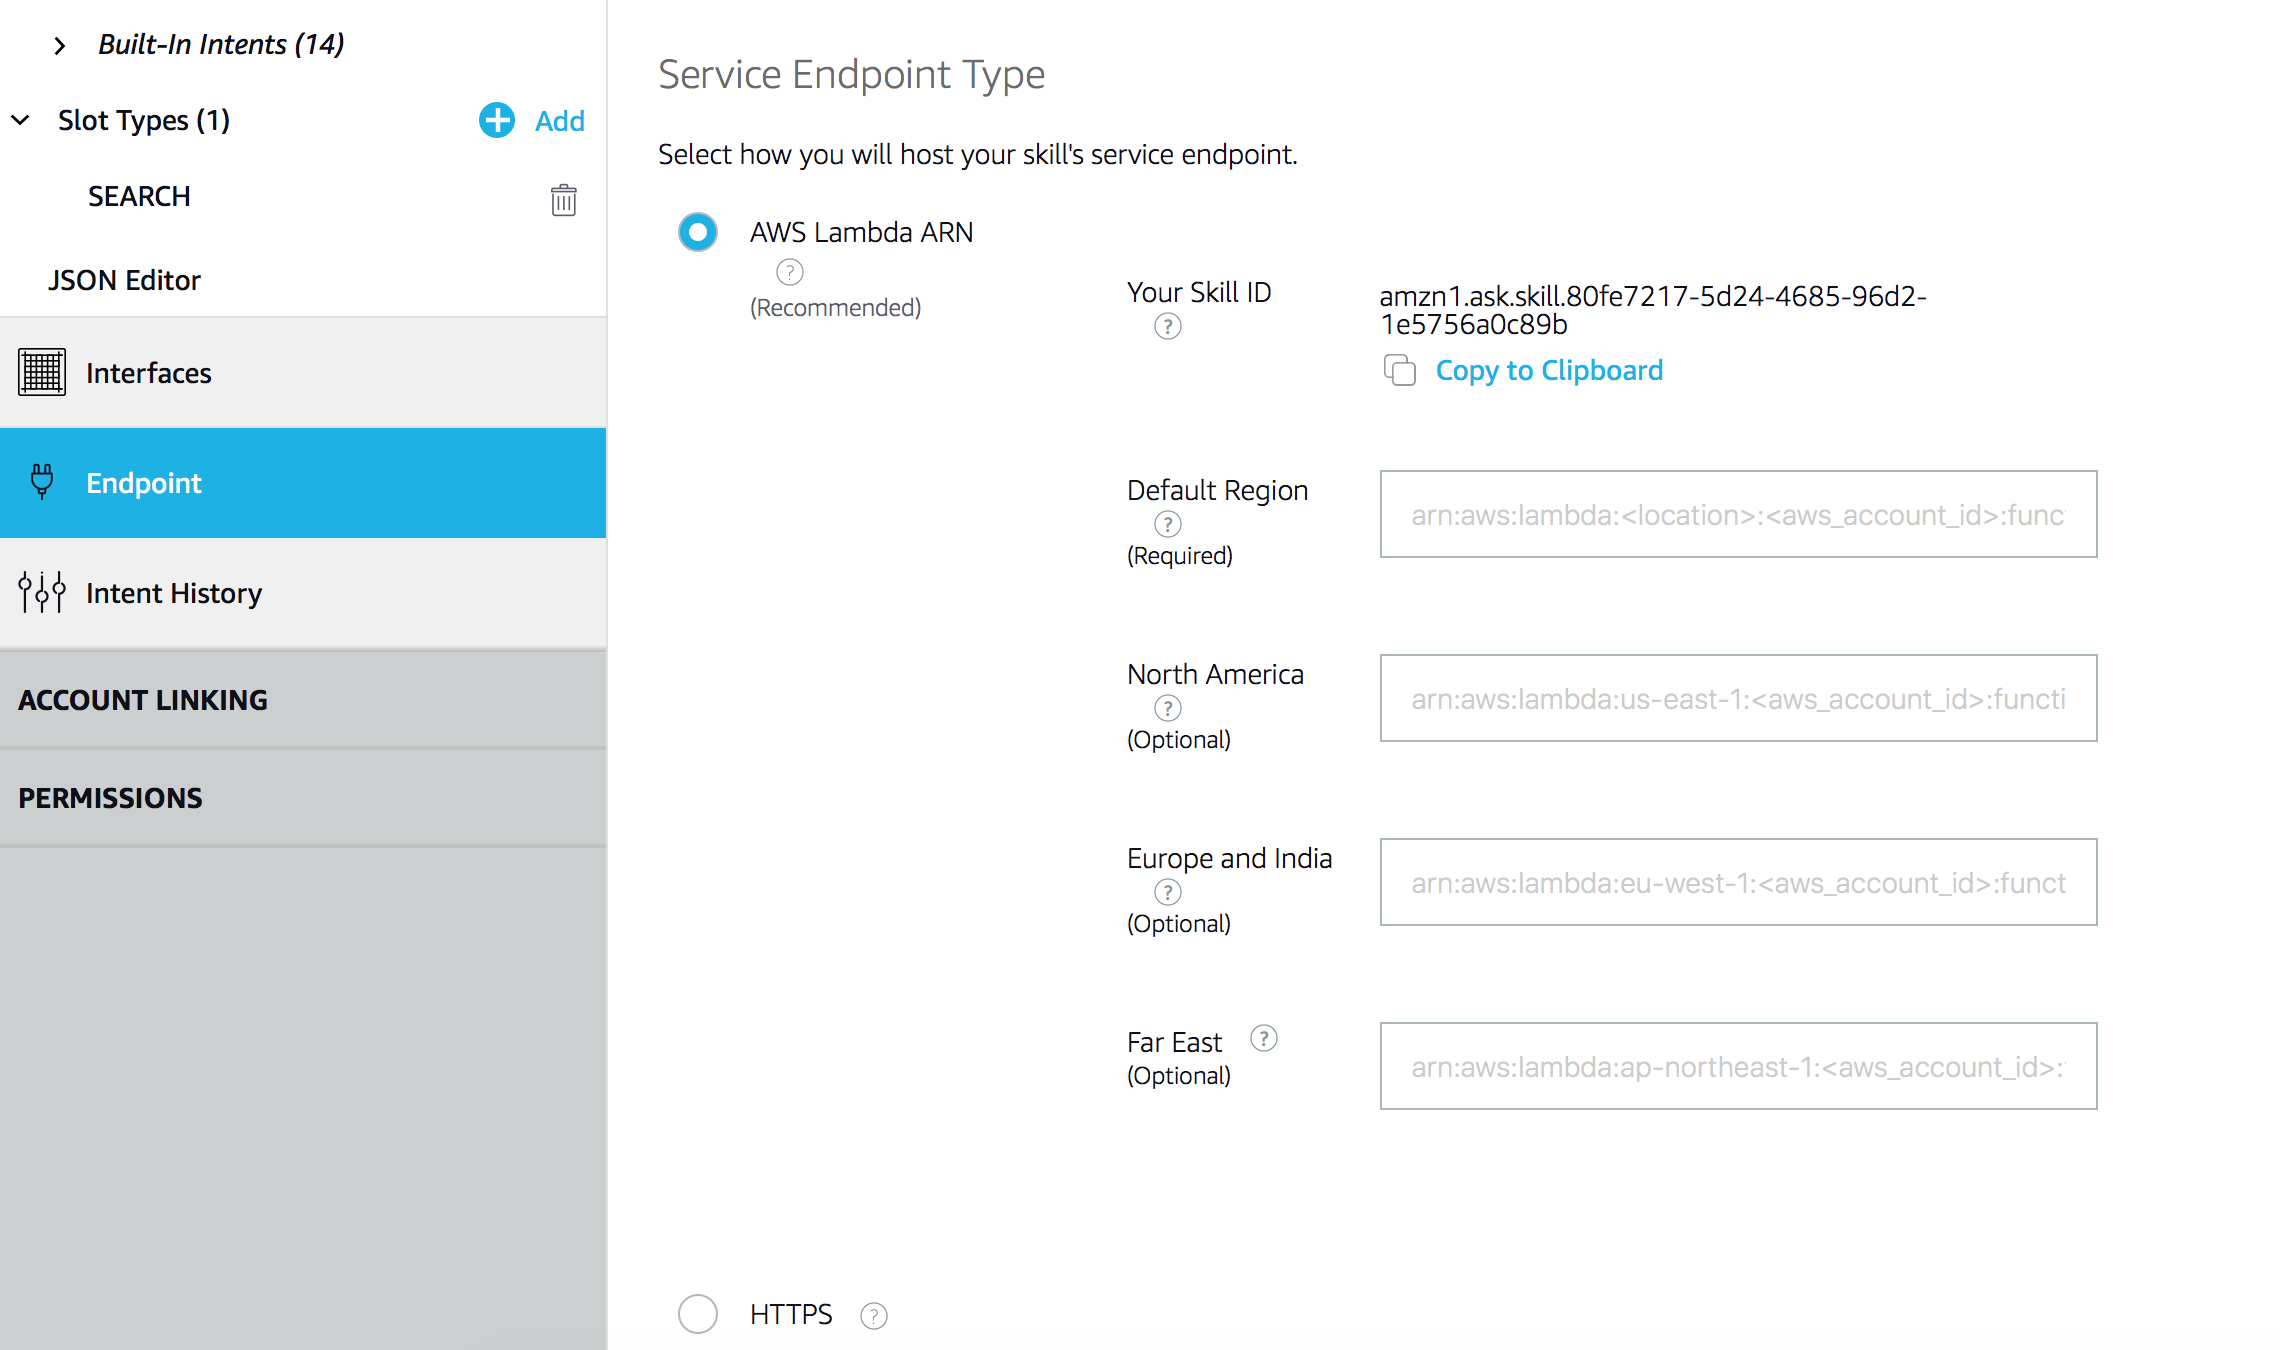 Built-In Intents (14)
Slot Types (1)
Add
SEARCH
JSON Editor
Interfaces
Endpoint
Intent History
ACCOUNT LINKING
PERMISSIONS
Service Endpoint Type
Select how you will host your skill's service endpoint.
AWS Lambda ARN
?
(Recommended)
Your Skill ID
?
amzn1.ask.skill.80fe7217-5d24-4685-96d2-
1e5756a0c89b
Copy to Clipboard
Default Region
?
(Required)
arn:aws:lambda:<location>:<aws_account_id>:func
North America
?
(Optional)
arn:aws:lambda:us-east-1:<aws_account_id>:functi
Europe and India
?
(Optional)
arn:aws:lambda:eu-west-1:<aws_account_id>:funct
Far East ?
(Optional)
arn:aws:lambda:ap-northeast-1:<aws_account_id>:
HTTPS ?